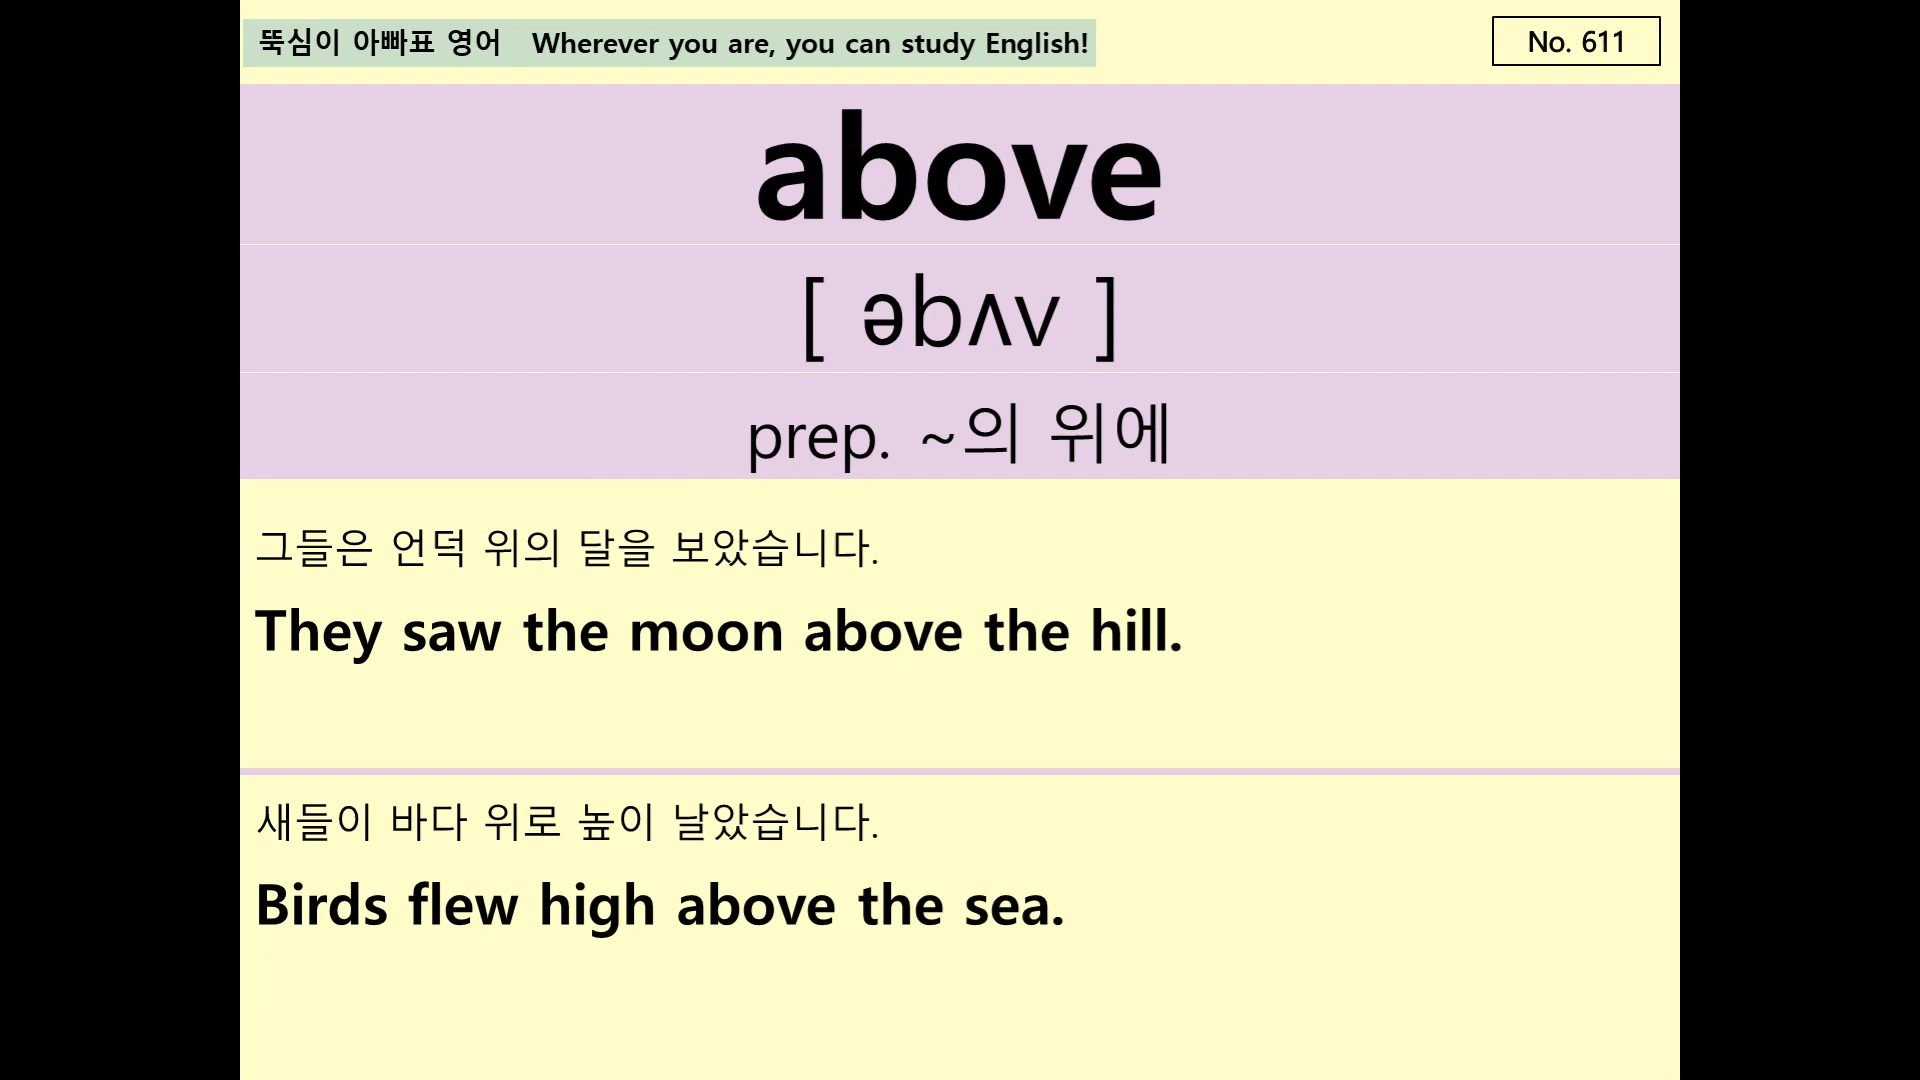 뚝심이 아빠표 영어 Wherever you are, you can study English!
No. 611
above
[ əbʌv ]
prep. ~의 위에
그들은 언덕 위의 달을 보았습니다.
They saw the moon above the hill.
새들이 바다 위로 높이 날았습니다.
Birds flew high above the sea.